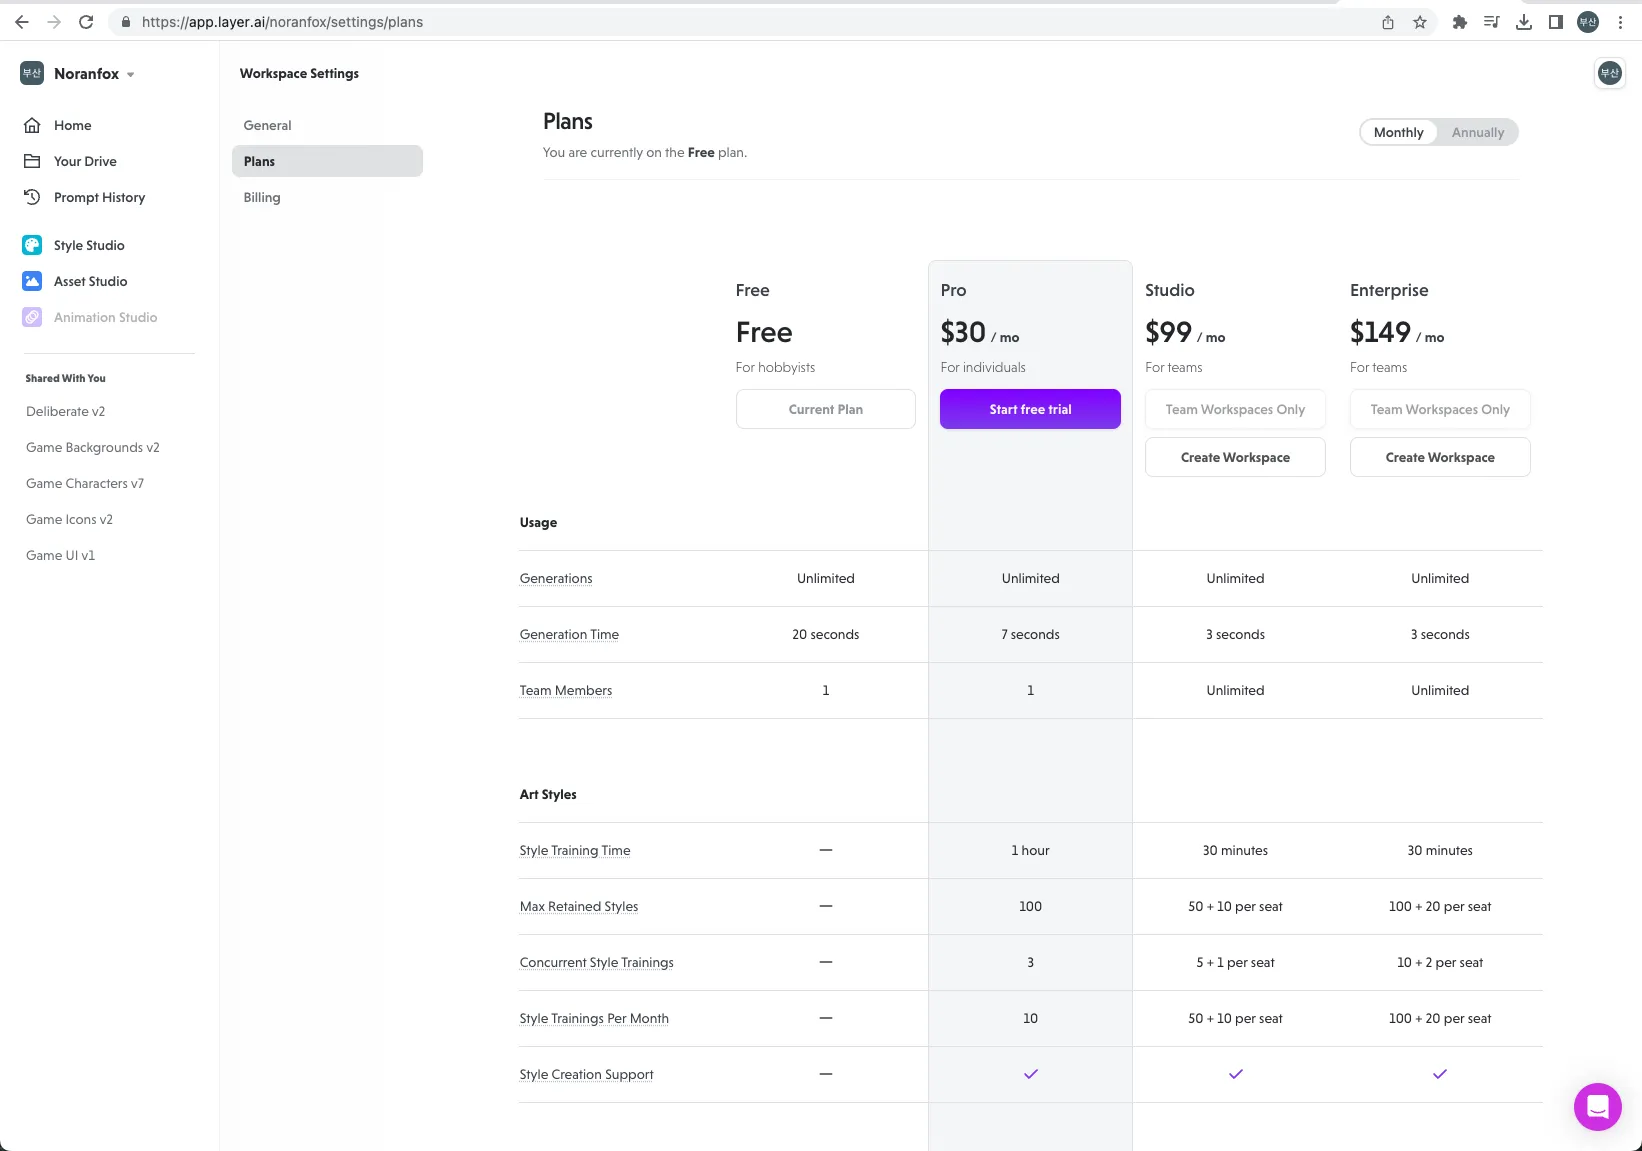 https://app.layer.ai/noranfox/settings/plans
부산
부산
Noranfox
Workspace Settings
부산
Home
Your Drive
Prompt History
Style Studio
Asset Studio
Animation Studio
Shared With You
Deliberate v2
Game Backgrounds v2
Game Characters v7
Game Icons v2
Game UI v1
General
Plans
Billing
Plans
You are currently on the Free plan.
Monthly Annually
Free Pro Studio Enterprise
Free $30 / mo $99 / mo $149 / mo
For hobbyists For individuals For teams For teams
Current Plan Start free trial Team Workspaces Only Team Workspaces Only
Create Workspace Create Workspace
Usage
Generations Unlimited Unlimited Unlimited Unlimited
Generation Time 20 seconds 7 seconds 3 seconds 3 seconds
Team Members 1 1 Unlimited Unlimited
Art Styles
Style Training Time — 1 hour 30 minutes 30 minutes
Max Retained Styles — 100 50 + 10 per seat 100 + 20 per seat
Concurrent Style Trainings — 3 5 + 1 per seat 10 + 2 per seat
Style Trainings Per Month — 10 50 + 10 per seat 100 + 20 per seat
Style Creation Support — ✓ ✓ ✓